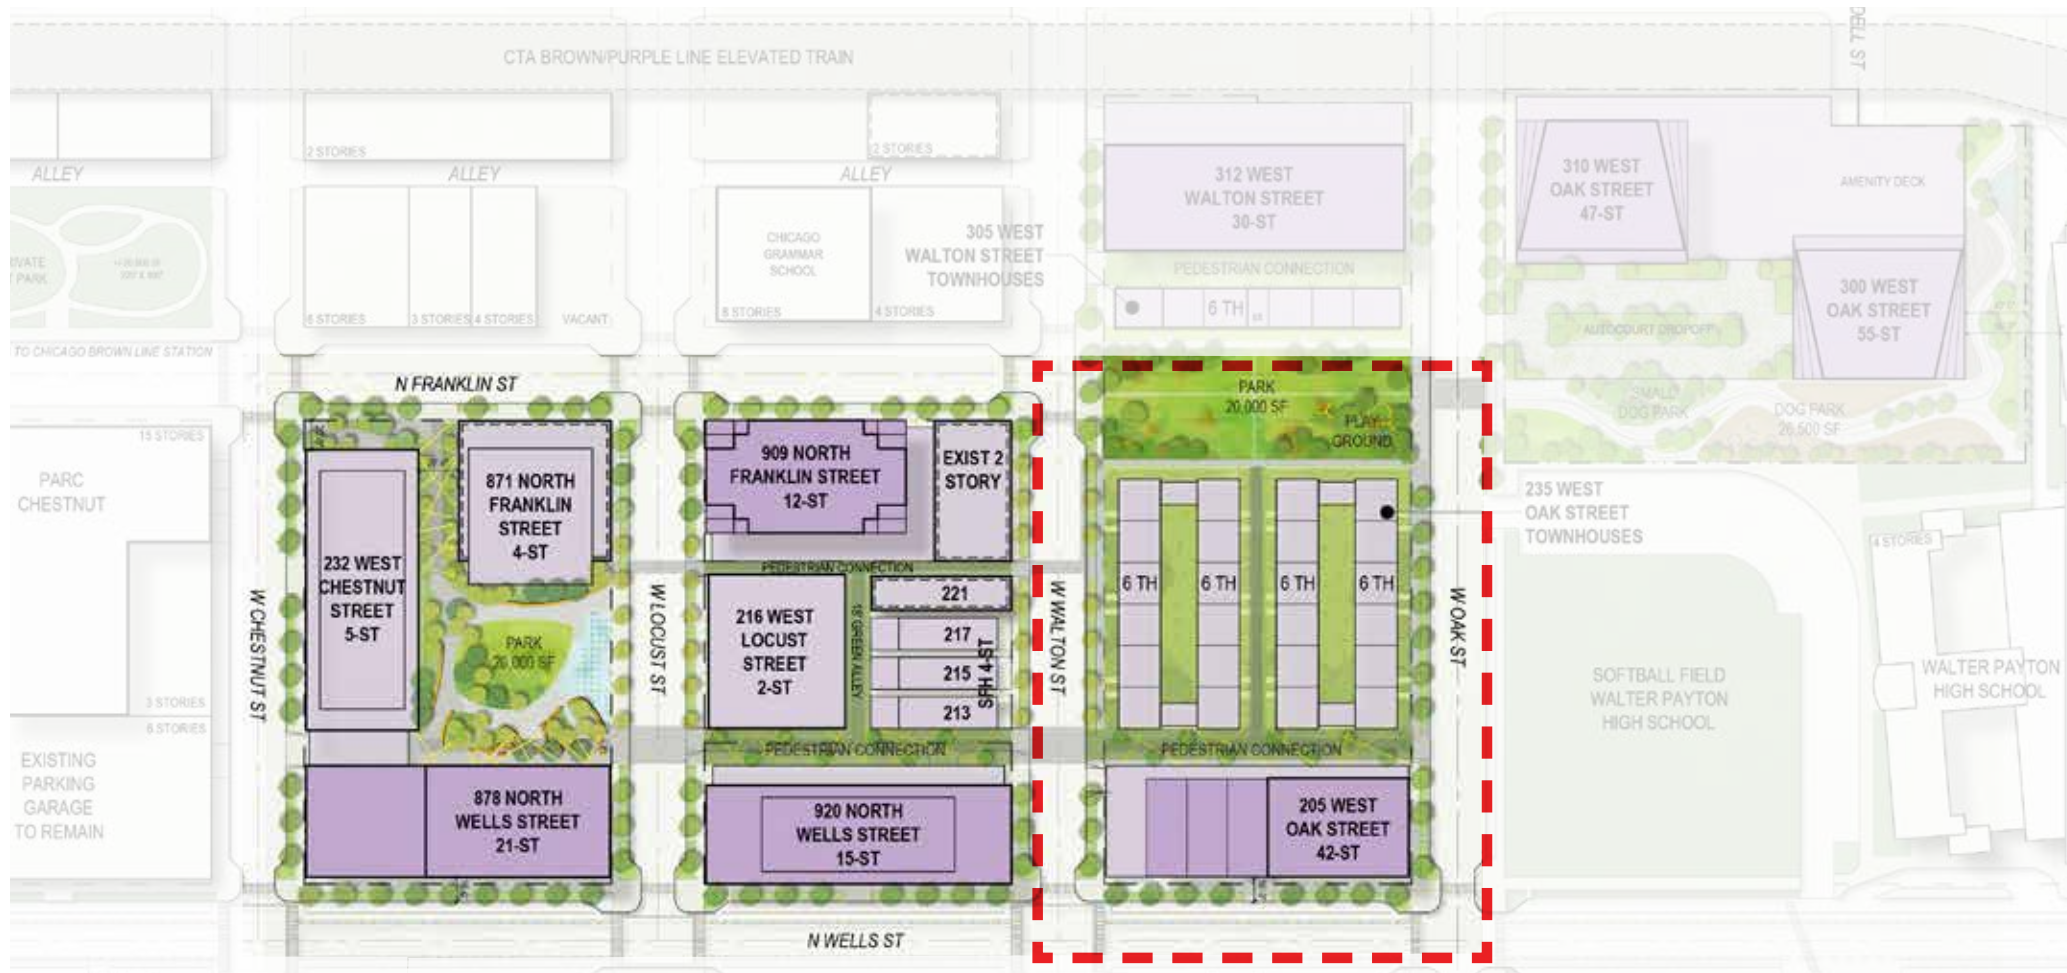 DELL ST
CTA BROWN/PURPLE LINE ELEVATED TRAIN
2 STORIES
2 STORIES
ALLEY
ALLEY
ALLEY
312 WEST
WALTON STREET
30-ST
310 WEST
OAK STREET
47-ST
AMENITY DECK
CHICAGO
GRAMMAR
SCHOOL
305 WEST
WALTON STREET
TOWNHOUSES
PEDESTRIAN CONNECTION
IVATE
PARK
300 WEST
OAK STREET
55-ST
6 STORIES
3 STORIES
4 STORIES
VACANT
8 STORIES
4 STORIES
6 TH
AUTOCOURT DROPOFF
TO CHICAGO BROWN LINE STATION
N FRANKLIN ST
PARK
20,000 SF
PLAY
GROUND
SMALL
DOG PARK
DOG PARK
26,500 SF
15 STORIES
PARC
CHESTNUT
871 NORTH
FRANKLIN
STREET
4-ST
909 NORTH
FRANKLIN STREET
12-ST
EXIST 2
STORY
235 WEST
OAK STREET
TOWNHOUSES
4 STORIES
232 WEST
CHESTNUT
STREET
5-ST
PEDESTRIAN CONNECTION
W CHESTNUT ST
W LOCUST ST
W WALTON ST
W OAK ST
6 TH
6 TH
6 TH
6 TH
216 WEST
LOCUST
STREET
2-ST
18' GREEN ALLEY
221
217
215
213
SFH 4-ST
PARK
20,000 SF
SOFTBALL FIELD
WALTER PAYTON
HIGH SCHOOL
WALTER PAYTON
HIGH SCHOOL
3 STORIES
6 STORIES
PEDESTRIAN CONNECTION
PEDESTRIAN CONNECTION
EXISTING
PARKING
GARAGE
TO REMAIN
878 NORTH
WELLS STREET
21-ST
920 NORTH
WELLS STREET
15-ST
205 WEST
OAK STREET
42-ST
N WELLS ST